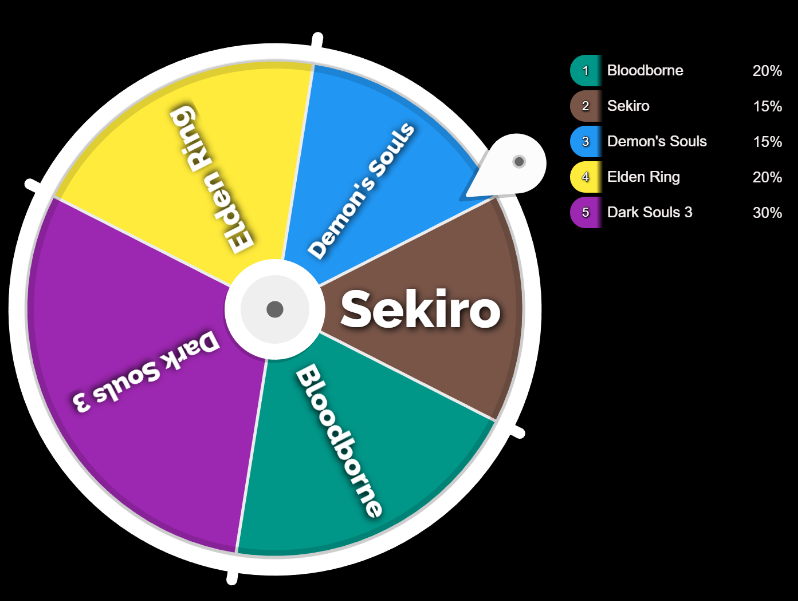 Elden Ring
Demon's Souls
Sekiro
Bloodborne
Dark Souls 3
1 Bloodborne 20%
2 Sekiro 15%
3 Demon's Souls 15%
4 Elden Ring 20%
5 Dark Souls 3 30%